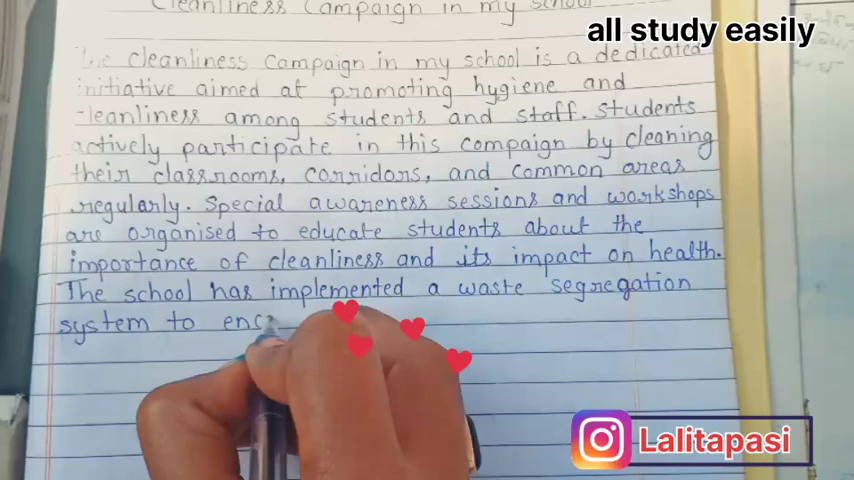 Cleanliness Campaign in my school
all study easily
The cleanliness campaign in my school is a dedicated
initiative aimed at promoting hygiene and
cleanliness among students and staff. Students
actively participate in this campaign by cleaning
their classrooms, corridors, and common areas
regularly. Special awareness sessions and workshops
are organised to educate students about the
importance of cleanliness and its impact on health.
The school has implemented a waste segregation
system to enc
Lalitapasi